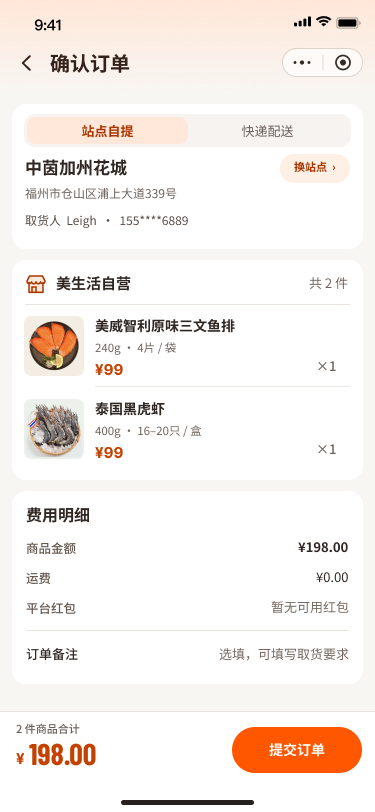 9:41
确认订单
站点自提
快递配送
中茵加州花城
换站点 ›
福州市仓山区浦上大道339号
取货人 Leigh · 155****6889
美生活自营
共 2 件
美威智利原味三文鱼排
240g · 4片 / 袋
¥99
×1
泰国黑虎虾
400g · 16–20只 / 盒
¥99
×1
费用明细
商品金额
¥198.00
运费
¥0.00
平台红包
暂无可用红包
订单备注
选填，可填写取货要求
2 件商品合计
¥ 198.00
提交订单